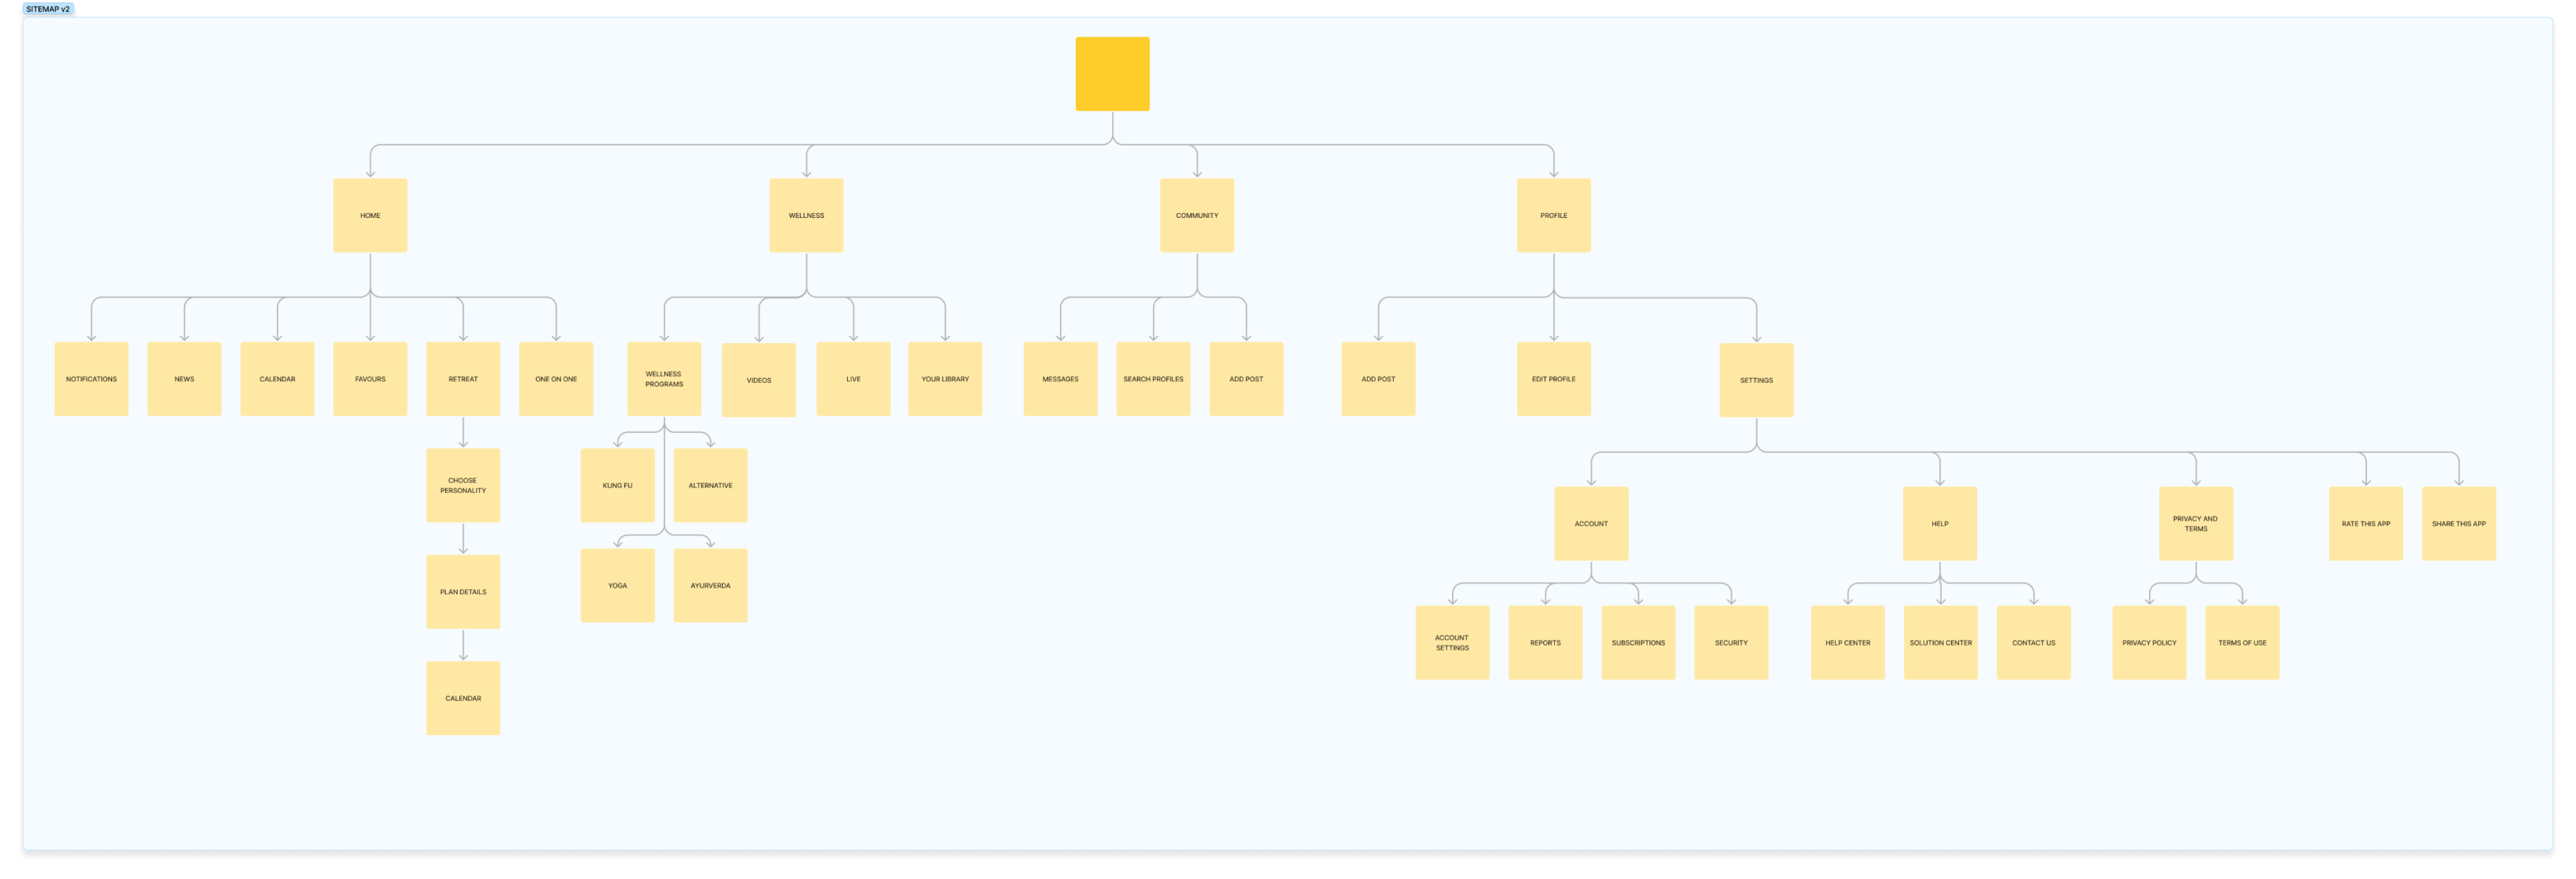 SITEMAP v2
HOME
WELLNESS
COMMUNITY
PROFILE
NOTIFICATIONS
NEWS
CALENDAR
FAVOURS
RETREAT
ONE ON ONE
WELLNESS
PROGRAMS
VIDEOS
LIVE
YOUR LIBRARY
MESSAGES
SEARCH PROFILES
ADD POST
ADD POST
EDIT PROFILE
SETTINGS
CHOOSE
PERSONALITY
KUNG FU
ALTERNATIVE
ACCOUNT
HELP
PRIVACY AND
TERMS
RATE THIS APP
SHARE THIS APP
PLAN DETAILS
YOGA
AYURVERDA
ACCOUNT
SETTINGS
REPORTS
SUBSCRIPTIONS
SECURITY
HELP CENTER
SOLUTION CENTER
CONTACT US
PRIVACY POLICY
TERMS OF USE
CALENDAR